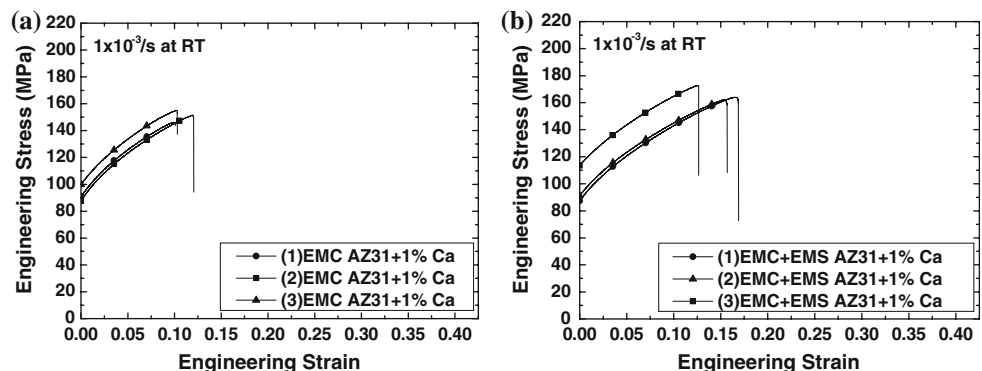 (a)
1x10⁻³/s at RT
Engineering Stress (MPa)
220
200
180
160
140
120
100
80
60
40
20
0
(1)EMC AZ31+1% Ca
(2)EMC AZ31+1% Ca
(3)EMC AZ31+1% Ca
0.00 0.05 0.10 0.15 0.20 0.25 0.30 0.35 0.40
Engineering Strain
(b)
1x10⁻³/s at RT
Engineering Stress (MPa)
220
200
180
160
140
120
100
80
60
40
20
0
(1)EMC+EMS AZ31+1% Ca
(2)EMC+EMS AZ31+1% Ca
(3)EMC+EMS AZ31+1% Ca
0.00 0.05 0.10 0.15 0.20 0.25 0.30 0.35 0.40
Engineering Strain